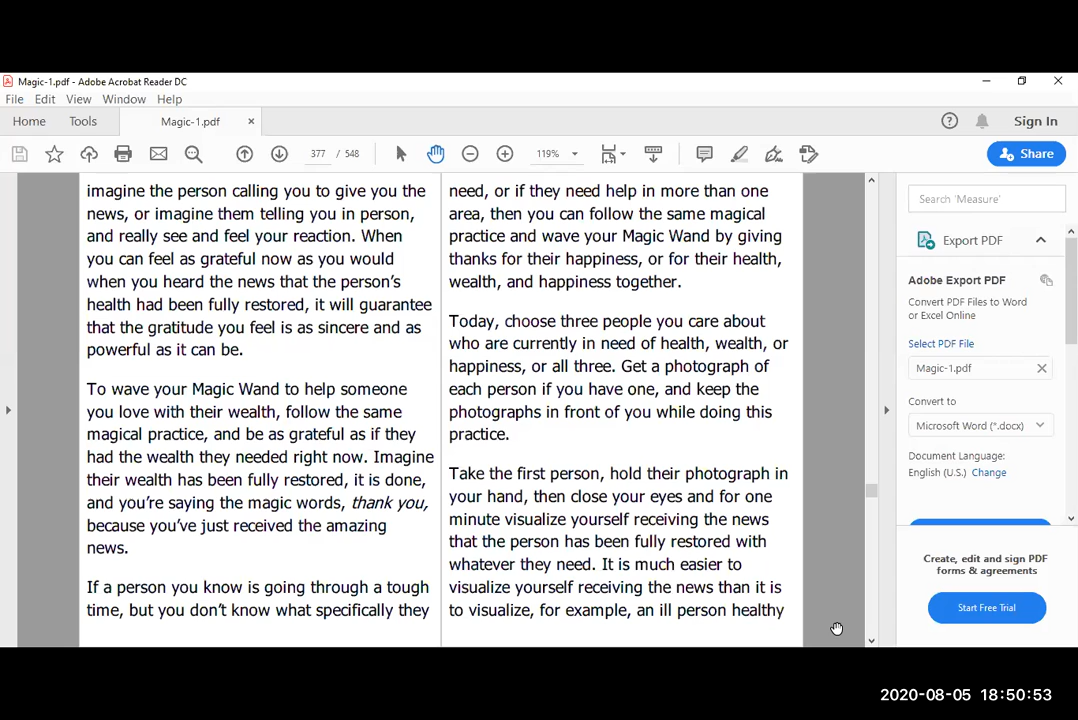 Magic-1.pdf - Adobe Acrobat Reader DC
File Edit View Window Help
Home Tools Magic-1.pdf × Sign In
377 / 548 119% Share
imagine the person calling you to give you the
news, or imagine them telling you in person,
and really see and feel your reaction. When
you can feel as grateful now as you would
when you heard the news that the person's
health had been fully restored, it will guarantee
that the gratitude you feel is as sincere and as
powerful as it can be.
To wave your Magic Wand to help someone
you love with their wealth, follow the same
magical practice, and be as grateful as if they
had the wealth they needed right now. Imagine
their wealth has been fully restored, it is done,
and you're saying the magic words, thank you,
because you've just received the amazing
news.
If a person you know is going through a tough
time, but you don't know what specifically they
need, or if they need help in more than one
area, then you can follow the same magical
practice and wave your Magic Wand by giving
thanks for their happiness, or for their health,
wealth, and happiness together.
Today, choose three people you care about
who are currently in need of health, wealth, or
happiness, or all three. Get a photograph of
each person if you have one, and keep the
photographs in front of you while doing this
practice.
Take the first person, hold their photograph in
your hand, then close your eyes and for one
minute visualize yourself receiving the news
that the person has been fully restored with
whatever they need. It is much easier to
visualize yourself receiving the news than it is
to visualize, for example, an ill person healthy
Search 'Measure'
Export PDF
Adobe Export PDF
Convert PDF Files to Word
or Excel Online
Select PDF File
Magic-1.pdf
Convert to
Microsoft Word (*.docx)
Document Language:
English (U.S.) Change
Create, edit and sign PDF
forms & agreements
Start Free Trial
2020-08-05 18:50:53